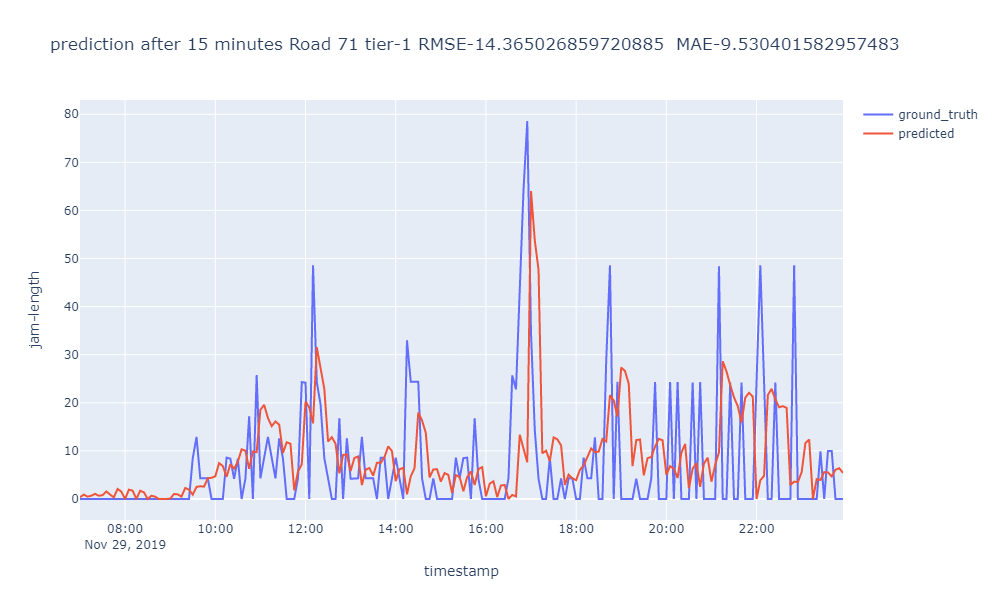 prediction after 15 minutes Road 71 tier-1 RMSE-14.365026859720885  MAE-9.530401582957483
ground_truth
predicted
80
70
60
50
40
30
20
10
0
jam-length
08:00 10:00 12:00 14:00 16:00 18:00 20:00 22:00
Nov 29, 2019
timestamp